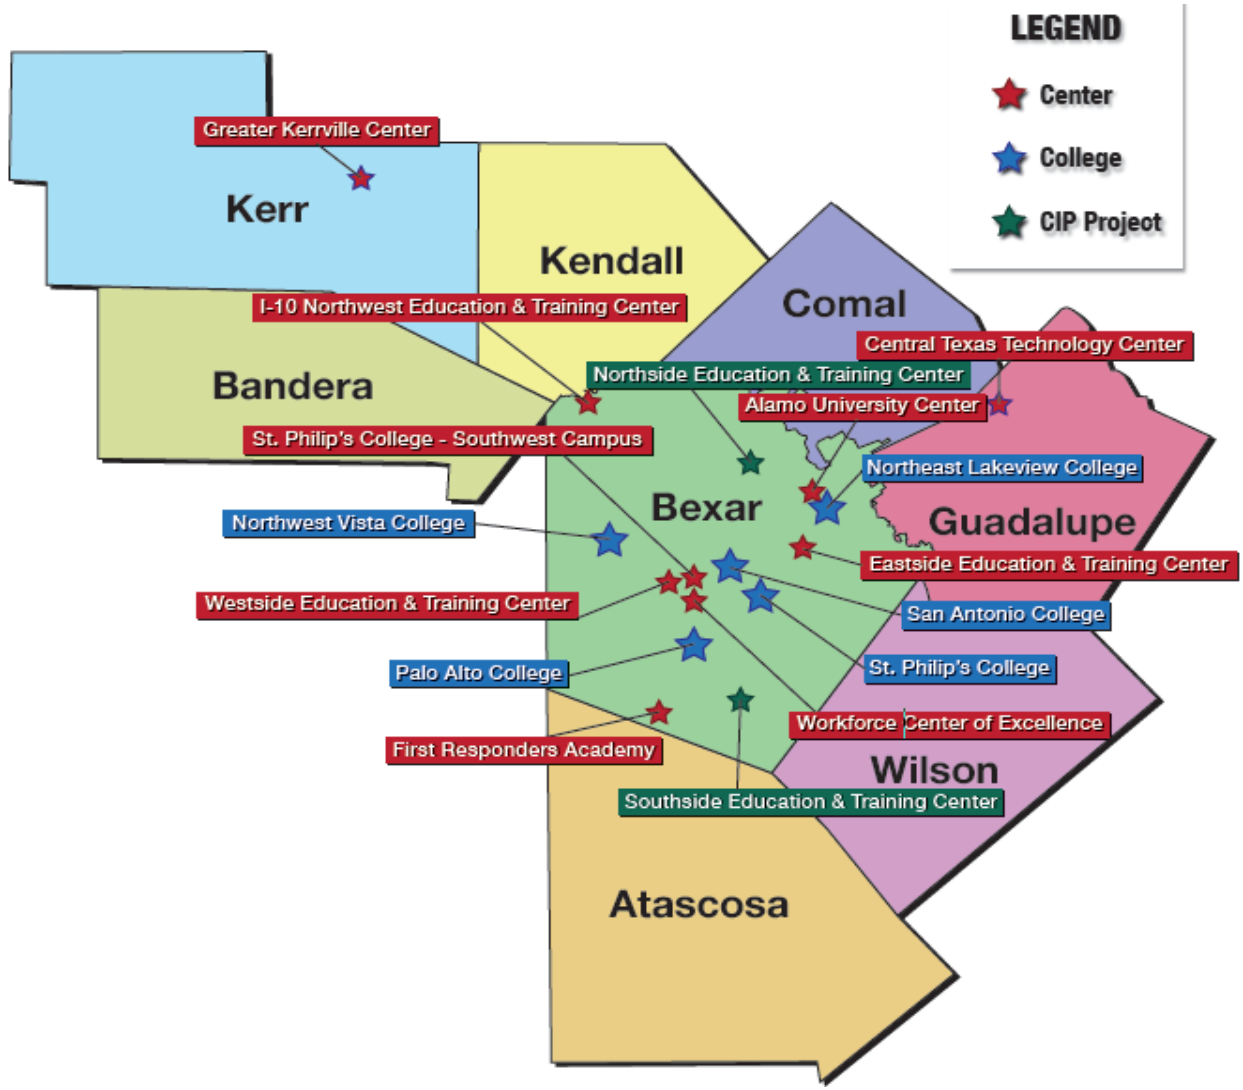 LEGEND
Center
College
CIP Project
Greater Kerrville Center
Kerr
Kendall
I-10 Northwest Education & Training Center
Comal
Central Texas Technology Center
Northside Education & Training Center
Bandera
Alamo University Center
St. Philip's College - Southwest Campus
Northeast Lakeview College
Bexar
Northwest Vista College
Guadalupe
Eastside Education & Training Center
Westside Education & Training Center
San Antonio College
Palo Alto College
St. Philip's College
Workforce Center of Excellence
First Responders Academy
Wilson
Southside Education & Training Center
Atascosa